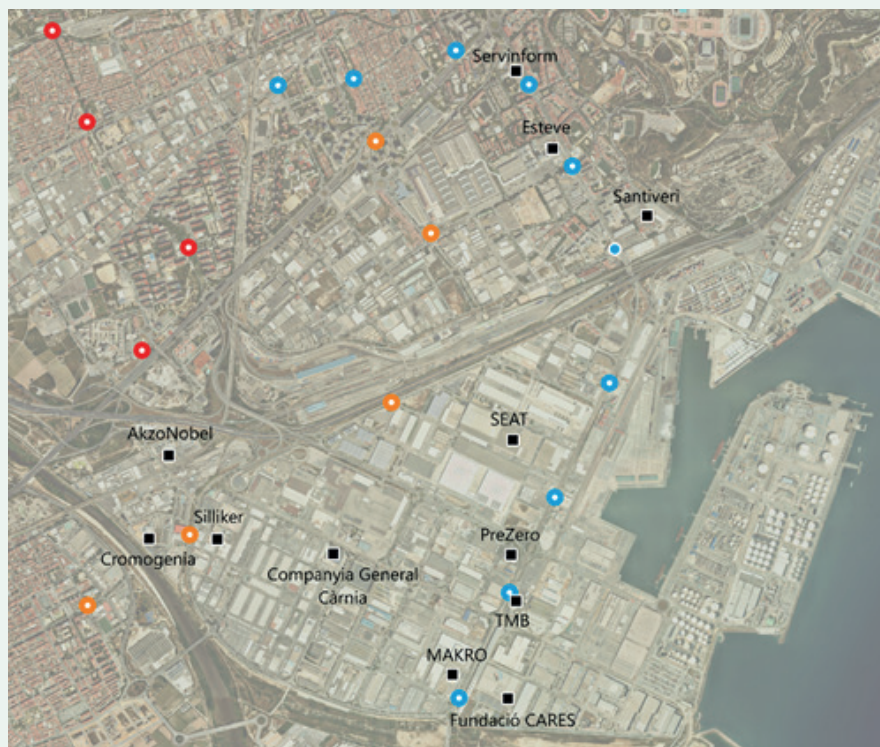 Servinform
Esteve
Santiveri
SEAT
AkzoNobel
Silliker
PreZero
Cromogenia
Companyia General
Càrnia
TMB
MAKRO
Fundació CARES